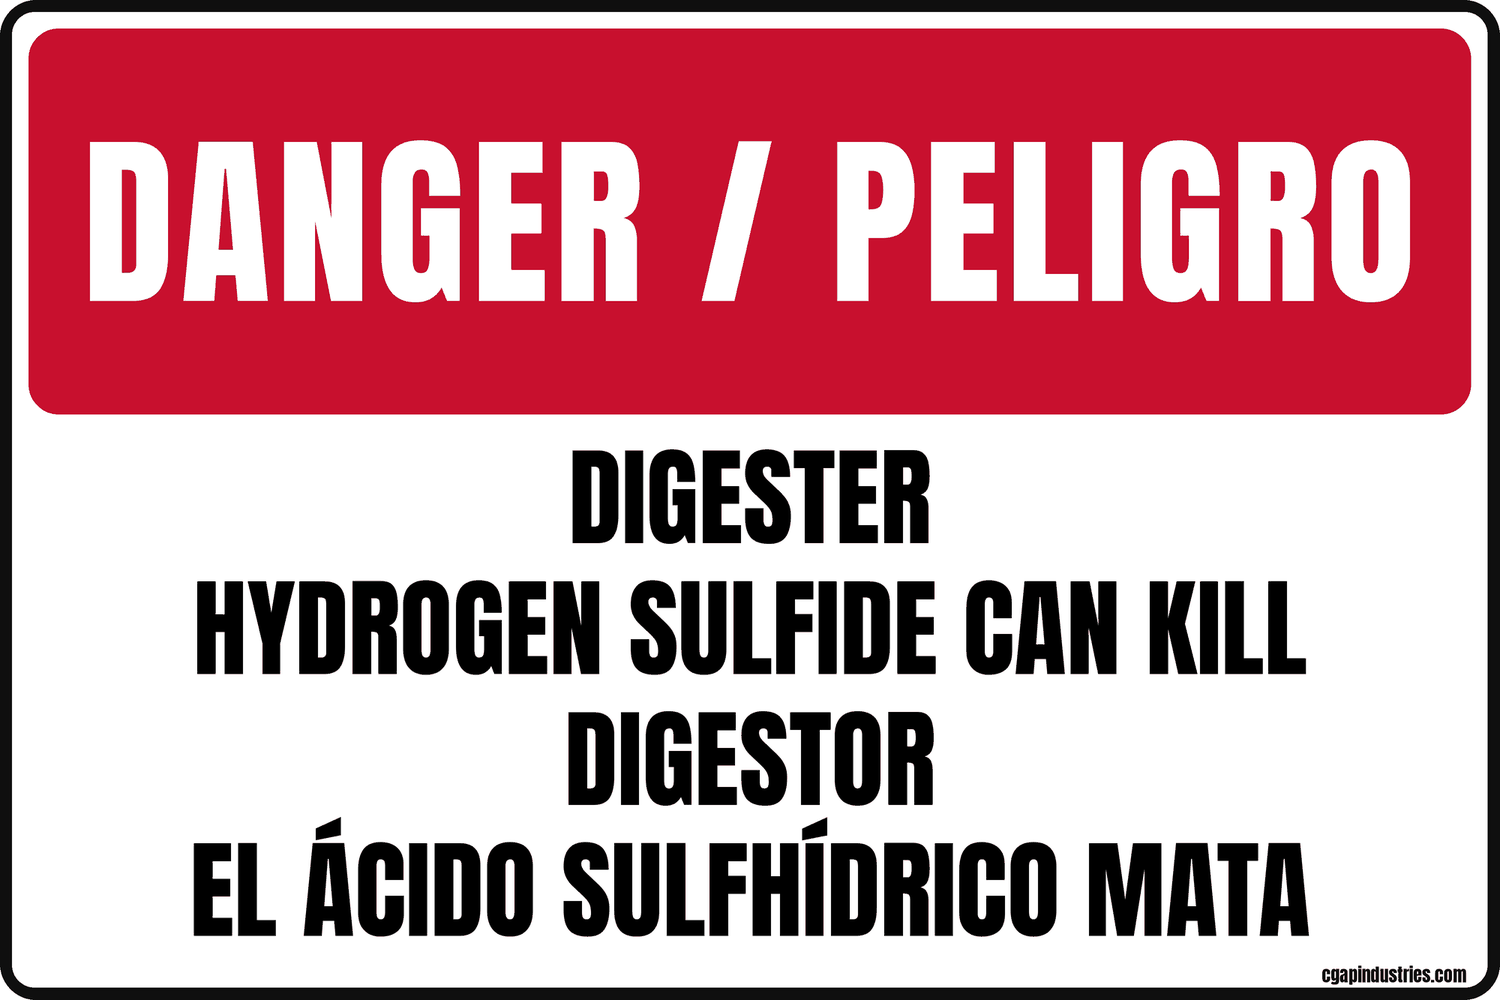 DANGER / PELIGRO
DIGESTER
HYDROGEN SULFIDE CAN KILL
DIGESTOR
EL ÁCIDO SULFHÍDRICO MATA
cgapindustries.com